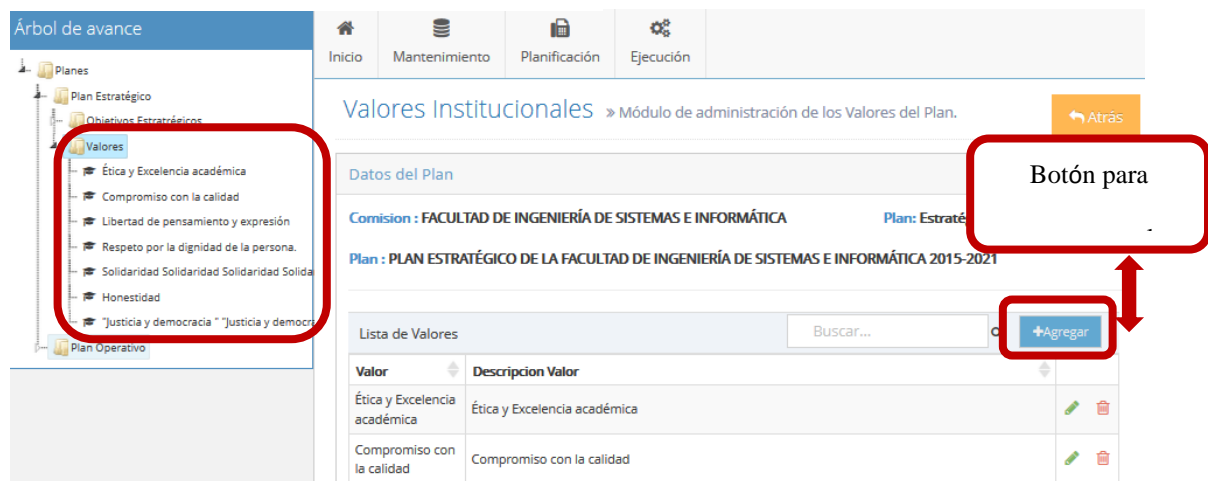 Árbol de avance
Planes
Plan Estratégico
Objetivos Estratrégicos
Valores
Ética y Excelencia académica
Compromiso con la calidad
Libertad de pensamiento y expresión
Respeto por la dignidad de la persona.
Solidaridad Solidaridad Solidaridad Solida
Honestidad
"Justicia y democracia " "Justicia y democra
Plan Operativo
Inicio
Mantenimiento
Planificación
Ejecución
Valores Institucionales » Módulo de administración de los Valores del Plan.
Atrás
Botón para
Datos del Plan
Comision : FACULTAD DE INGENIERÍA DE SISTEMAS E INFORMÁTICA Plan: Estratég
Plan : PLAN ESTRATÉGICO DE LA FACULTAD DE INGENIERÍA DE SISTEMAS E INFORMÁTICA 2015-2021
Lista de Valores
Buscar...
+Agregar
Valor Descripcion Valor
Ética y Excelencia
académica
Ética y Excelencia académica
Compromiso con
la calidad
Compromiso con la calidad